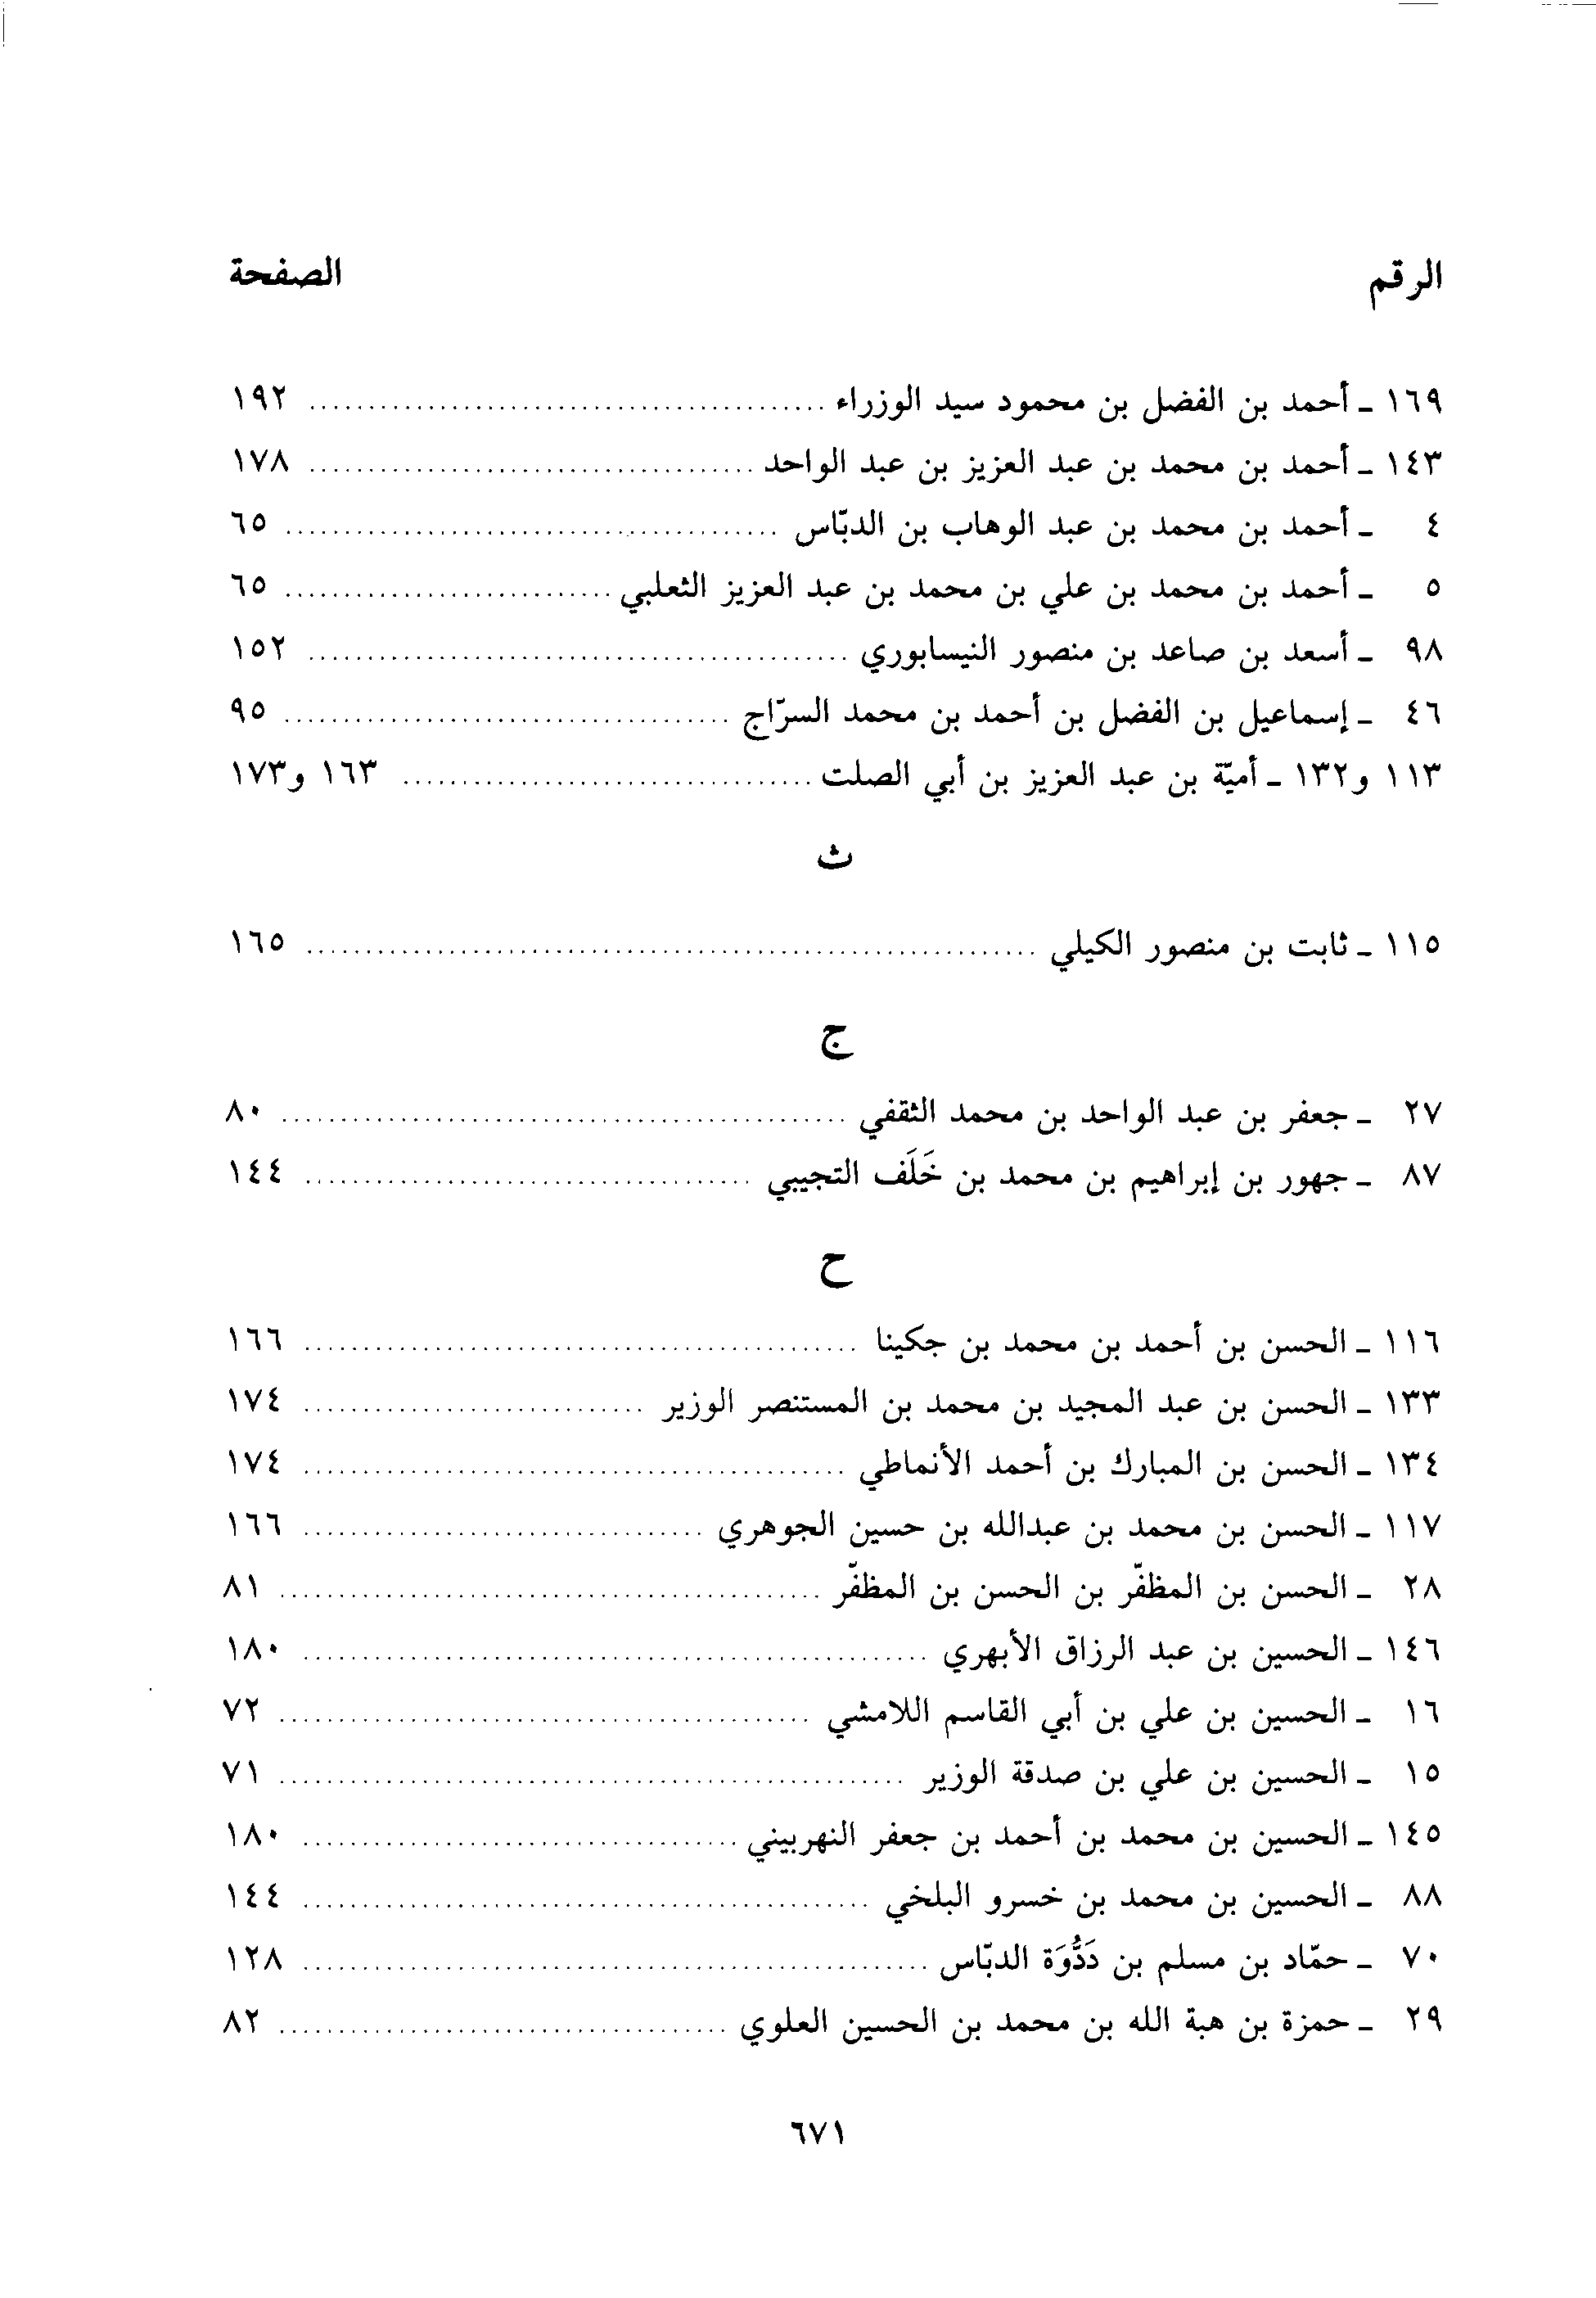 الرقم الصفحة
١٦٩ - أحمد بن الفضل بن محمود سيد الوزراء ........ ١٩٢
١٤٣ - أحمد بن محمد بن عبد العزيز بن عبد الواحد ........ ١٧٨
٤ - أحمد بن محمد بن عبد الوهاب بن الدبّاس ........ ٦٥
٥ - أحمد بن محمد بن علي بن محمد بن عبد العزيز الثعلبي ........ ٦٥
٩٨ - أسعد بن صاعد بن منصور النيسابوري ........ ١٥٢
٤٦ - إسماعيل بن الفضل بن أحمد بن محمد السرّاج ........ ٩٥
١١٣ و١٣٢ - أميّة بن عبد العزيز بن أبي الصلت ........ ١٦٣ و١٧٣
ث
١١٥ - ثابت بن منصور الكيلي ........ ١٦٥
ج
٢٧ - جعفر بن عبد الواحد بن محمد الثقفي ........ ٨٠
٨٧ - جهور بن إبراهيم بن محمد بن خَلَف التجيبي ........ ١٤٤
ح
١١٦ - الحسن بن أحمد بن محمد بن جكينا ........ ١٦٦
١٣٣ - الحسن بن عبد المجيد بن محمد بن المستنصر الوزير ........ ١٧٤
١٣٤ - الحسن بن المبارك بن أحمد الأنماطي ........ ١٧٤
١١٧ - الحسن بن محمد بن عبدالله بن حسين الجوهري ........ ١٦٦
٢٨ - الحسن بن المظفّر بن الحسن بن المظفّر ........ ٨١
١٤٦ - الحسين بن عبد الرزاق الأبهري ........ ١٨٠
١٦ - الحسين بن علي بن أبي القاسم اللامشي ........ ٧٢
١٥ - الحسين بن علي بن صدقة الوزير ........ ٧١
١٤٥ - الحسين بن محمد بن أحمد بن جعفر النهربيني ........ ١٨٠
٨٨ - الحسين بن محمد بن خسرو البلخي ........ ١٤٤
٧٠ - حمّاد بن مسلم بن دَدُّوَة الدبّاس ........ ١٢٨
٢٩ - حمزة بن هبة الله بن محمد بن الحسين العلوي ........ ٨٢
٦٧١